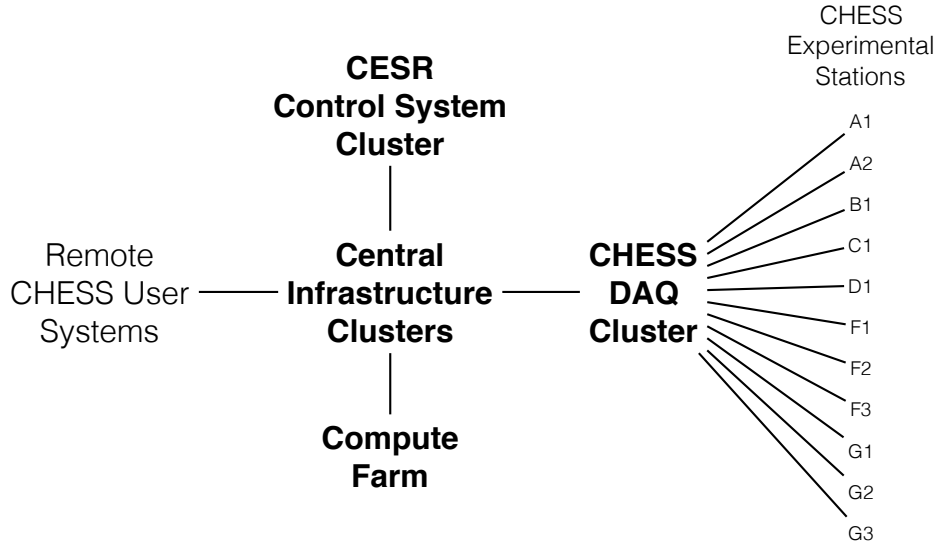 CHESS
Experimental
Stations
CESR
Control System
Cluster
Remote
CHESS User
Systems
Central
Infrastructure
Clusters
CHESS
DAQ
Cluster
Compute
Farm
A1
A2
B1
C1
D1
F1
F2
F3
G1
G2
G3